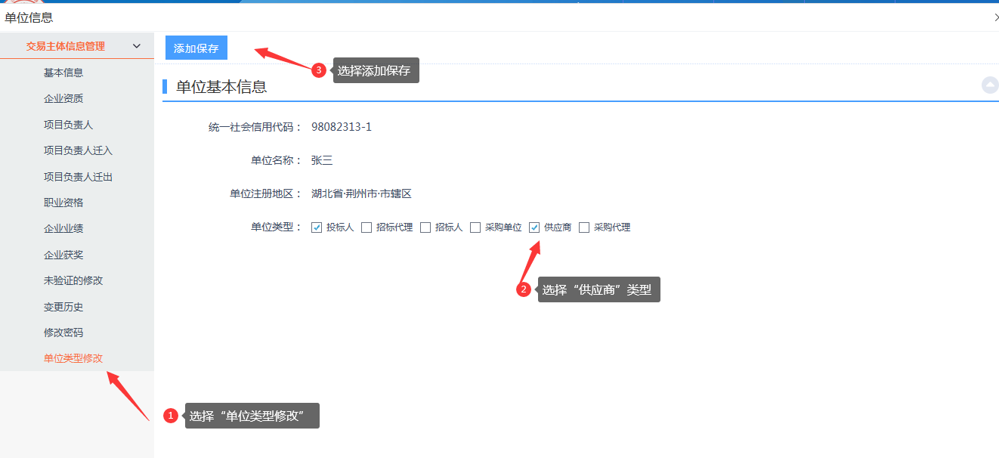 单位信息
交易主体信息管理
基本信息
企业资质
项目负责人
项目负责人迁入
项目负责人迁出
职业资格
企业业绩
企业获奖
未验证的修改
变更历史
修改密码
单位类型修改
1 选择“单位类型修改”
添加保存
3 选择添加保存
单位基本信息
统一社会信用代码： 98082313-1
单位名称： 张三
单位注册地区： 湖北省·荆州市·市辖区
单位类型： 投标人 招标代理 招标人 采购单位 供应商 采购代理
2 选择“供应商”类型